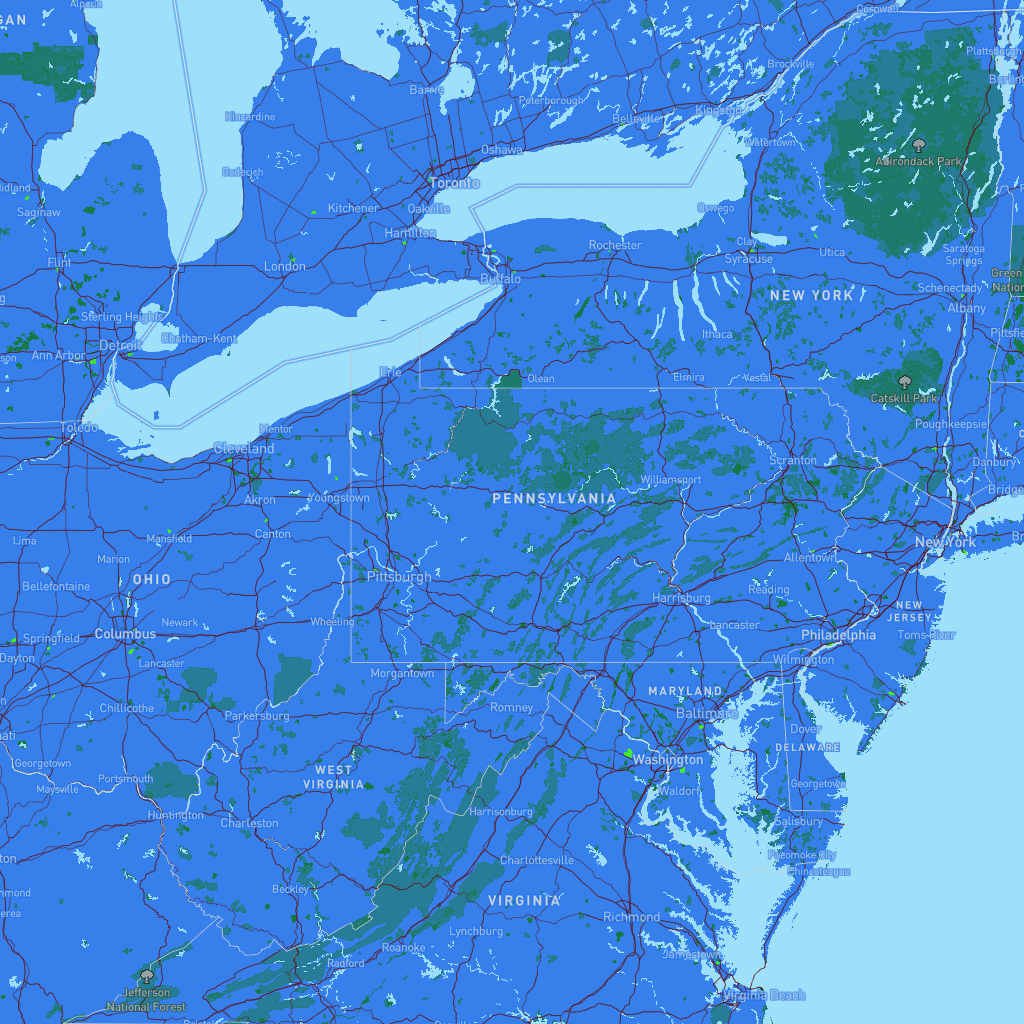 Alpena
Cornwall
GAN
Plattsburgh
Brockville
Barrie
Peterborough
Kingston
Belleville
Kincardine
Watertown
Oshawa
Adirondack Park
Goderich
Toronto
Midland
Saginaw
Kitchener
Oakville
Oswego
Hamilton
Clay
Rochester
Utica
Saratoga
Springs
Syracuse
Flint
London
Buffalo
Green
Schenectady
NEW YORK
Albany
Sterling Heights
Pittsfi
Chatham-Kent
Ithaca
Detroit
Ann Arbor
Erie
Olean
Elmira
Vestal
Catskill Park
Toledo
Mentor
Poughkeepsie
Cleveland
Scranton
Danbury
Williamsport
Akron
Youngstown
PENNSYLVANIA
Bridge
Canton
Lima
Mansfield
New York
Marion
Allentown
OHIO
Pittsburgh
Bellefontaine
Reading
Harrisburg
NEW
JERSEY
Newark
Wheeling
Lancaster
Columbus
Philadelphia
Toms River
Springfield
Dayton
Lancaster
Wilmington
Morgantown
MARYLAND
Chillicothe
Romney
Parkersburg
Baltimore
Dover
DELAWARE
Georgetown
Washington
WEST
VIRGINIA
Portsmouth
Georgetown
Maysville
Waldorf
Huntington
Harrisonburg
Charleston
Salisbury
Pocomoke City
Charlottesville
Chincoteague
Beckley
VIRGINIA
Richmond
Lynchburg
Roanoke
Jamestown
Radford
Jefferson
National Forest
Virginia Beach